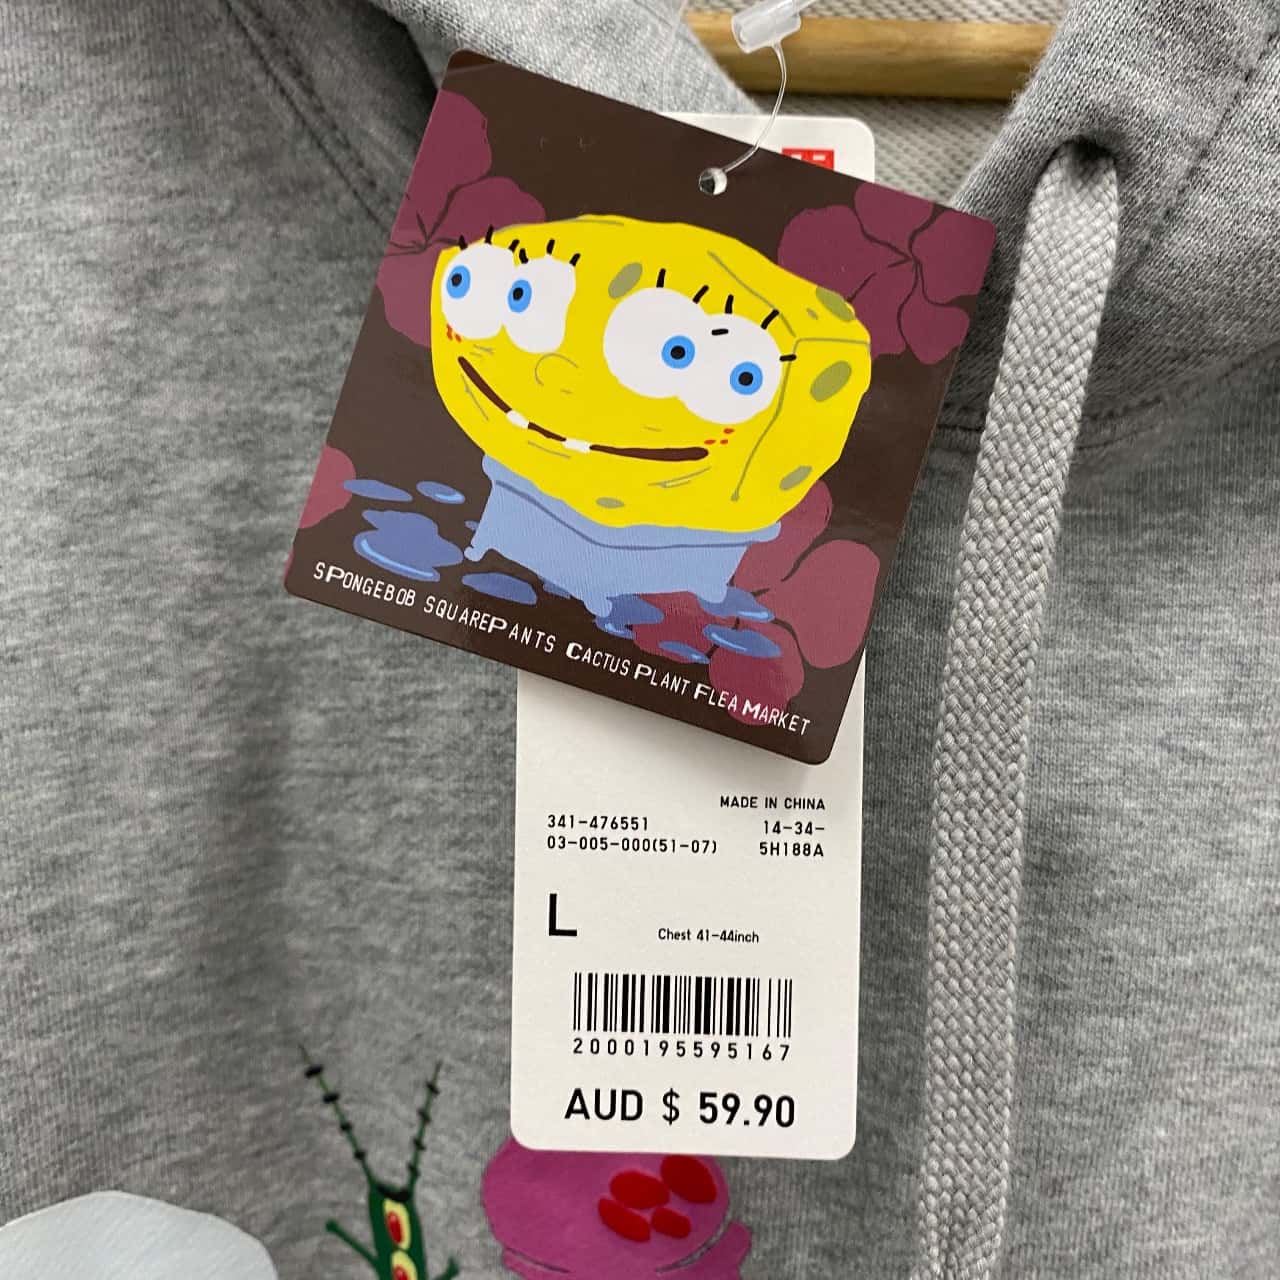 SPONGEBOB SQUAREPANTS CACTUS PLANT FLEA MARKET
MADE IN CHINA
341-476551 14-34-
03-005-000(51-07) 5H188A
L Chest 41-44inch
2000195595167
AUD $ 59.90